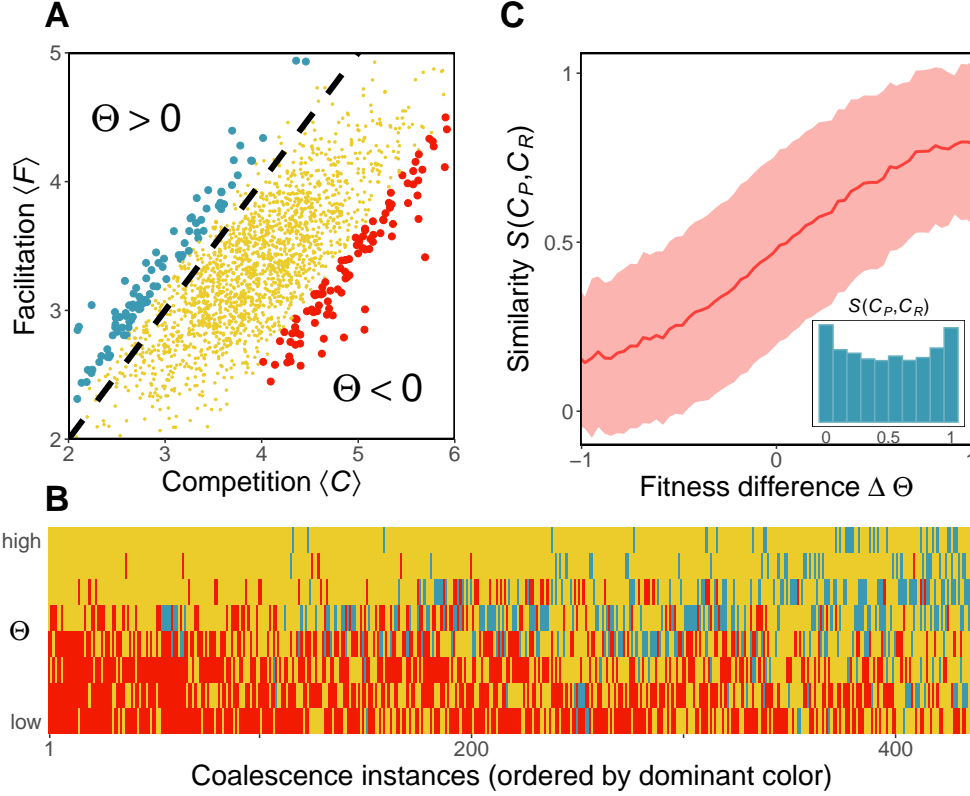 A
5
4
3
2
Facilitation ⟨F⟩
Θ > 0
Θ < 0
2 3 4 5 6
Competition ⟨C⟩
C
1
0.5
0
Similarity S(C_P,C_R)
S(C_P,C_R)
0 0.5 1
−1 0 1
Fitness difference Δ Θ
B
high
Θ
low
1 200 400
Coalescence instances (ordered by dominant color)